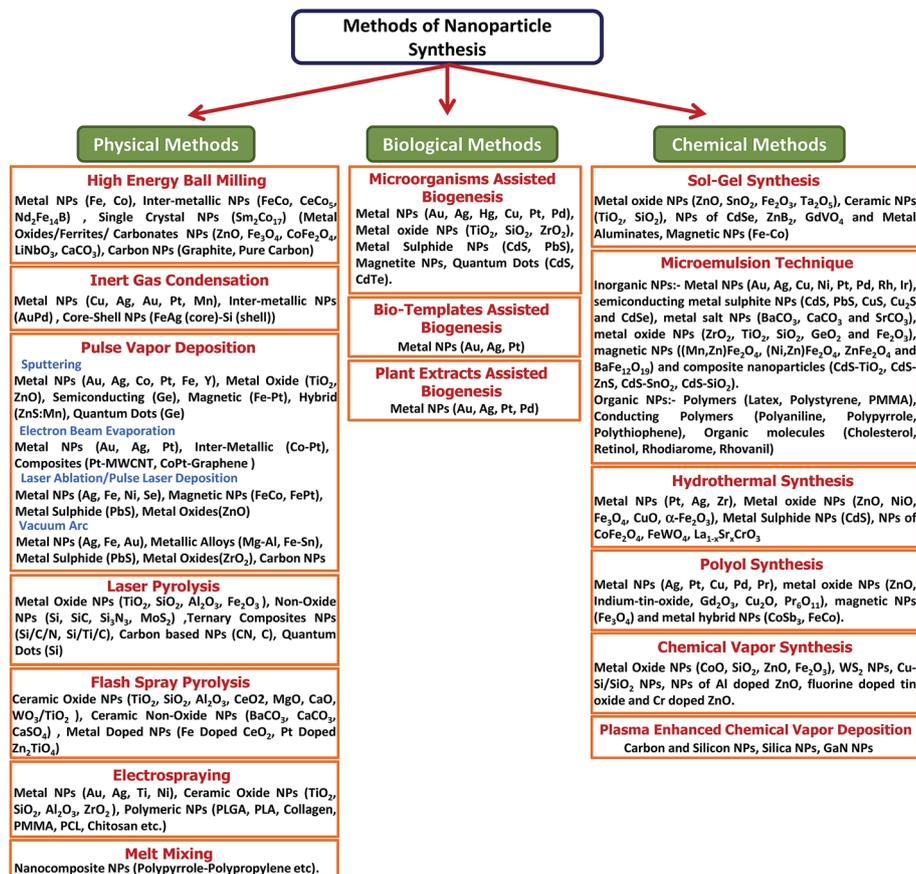 Methods of Nanoparticle
Synthesis
Physical Methods
High Energy Ball Milling
Metal NPs (Fe, Co), Inter-metallic NPs (FeCo, CeCo₅,
Nd₂Fe₁₄B) , Single Crystal NPs (Sm₂Co₁₇) (Metal
Oxides/Ferrites/ Carbonates NPs (ZnO, Fe₃O₄, CoFe₂O₄,
LiNbO₃, CaCO₃), Carbon NPs (Graphite, Pure Carbon)
Inert Gas Condensation
Metal NPs (Cu, Ag, Au, Pt, Mn), Inter-metallic NPs
(AuPd) , Core-Shell NPs (FeAg (core)-Si (shell))
Pulse Vapor Deposition
Sputtering
Metal NPs (Au, Ag, Co, Pt, Fe, Y), Metal Oxide (TiO₂,
ZnO), Semiconducting (Ge), Magnetic (Fe-Pt), Hybrid
(ZnS:Mn), Quantum Dots (Ge)
Electron Beam Evaporation
Metal NPs (Au, Ag, Pt), Inter-Metallic (Co-Pt),
Composites (Pt-MWCNT, CoPt-Graphene )
Laser Ablation/Pulse Laser Deposition
Metal NPs (Ag, Fe, Ni, Se), Magnetic NPs (FeCo, FePt),
Metal Sulphide (PbS), Metal Oxides(ZnO)
Vacuum Arc
Metal NPs (Ag, Fe, Au), Metallic Alloys (Mg-Al, Fe-Sn),
Metal Sulphide (PbS), Metal Oxides(ZrO₂), Carbon NPs
Laser Pyrolysis
Metal Oxide NPs (TiO₂, SiO₂, Al₂O₃, Fe₂O₃ ), Non-Oxide
NPs (Si, SiC, Si₃N₃, MoS₂) ,Ternary Composites NPs
(Si/C/N, Si/Ti/C), Carbon based NPs (CN, C), Quantum
Dots (Si)
Flash Spray Pyrolysis
Ceramic Oxide NPs (TiO₂, SiO₂, Al₂O₃, CeO2, MgO, CaO,
WO₃/TiO₂ ), Ceramic Non-Oxide NPs (BaCO₃, CaCO₃,
CaSO₄) , Metal Doped NPs (Fe Doped CeO₂, Pt Doped
Zn₂TiO₄)
Electrospraying
Metal NPs (Au, Ag, Ti, Ni), Ceramic Oxide NPs (TiO₂,
SiO₂, Al₂O₃, ZrO₂ ), Polymeric NPs (PLGA, PLA, Collagen,
PMMA, PCL, Chitosan etc.)
Melt Mixing
Nanocomposite NPs (Polypyrrole-Polypropylene etc).
Biological Methods
Microorganisms Assisted
Biogenesis
Metal NPs (Au, Ag, Hg, Cu, Pt, Pd),
Metal oxide NPs (TiO₂, SiO₂, ZrO₂)
Metal Sulphide NPs (CdS, PbS),
Magnetite NPs, Quantum Dots (CdS,
CdTe).
Bio-Templates Assisted
Biogenesis
Metal NPs (Au, Ag, Pt)
Plant Extracts Assisted
Biogenesis
Metal NPs (Au, Ag, Pt, Pd)
Chemical Methods
Sol-Gel Synthesis
Metal oxide NPs (ZnO, SnO₂, Fe₂O₃, Ta₂O₅), Ceramic NPs
(TiO₂, SiO₂), NPs of CdSe, ZnB₂, GdVO₄ and Metal
Aluminates, Magnetic NPs (Fe-Co)
Microemulsion Technique
Inorganic NPs:- Metal NPs (Au, Ag, Cu, Ni, Pt, Pd, Rh, Ir),
semiconducting metal sulphite NPs (CdS, PbS, CuS, Cu₂S
and CdSe), metal salt NPs (BaCO₃, CaCO₃ and SrCO₃),
metal oxide NPs (ZrO₂, TiO₂, SiO₂, GeO₂ and Fe₂O₃),
magnetic NPs ((Mn,Zn)Fe₂O₄, (Ni,Zn)Fe₂O₄, ZnFe₂O₄ and
BaFe₁₂O₁₉) and composite nanoparticles (CdS-TiO₂, CdS-
ZnS, CdS-SnO₂, CdS-SiO₂).
Organic NPs:- Polymers (Latex, Polystyrene, PMMA),
Conducting Polymers (Polyaniline, Polypyrrole,
Polythiophene), Organic molecules (Cholesterol,
Retinol, Rhodiarome, Rhovanil)
Hydrothermal Synthesis
Metal NPs (Pt, Ag, Zr), Metal oxide NPs (ZnO, NiO,
Fe₃O₄, CuO, α-Fe₂O₃), Metal Sulphide NPs (CdS), NPs of
CoFe₂O₄, FeWO₄, La₁₋ₓSrₓCrO₃
Polyol Synthesis
Metal NPs (Ag, Pt, Cu, Pd, Pr), metal oxide NPs (ZnO,
Indium-tin-oxide, Gd₂O₃, Cu₂O, Pr₆O₁₁), magnetic NPs
(Fe₃O₄) and metal hybrid NPs (CoSb₃, FeCo).
Chemical Vapor Synthesis
Metal Oxide NPs (CoO, SiO₂, ZnO, Fe₂O₃), WS₂ NPs, Cu-
Si/SiO₂ NPs, NPs of Al doped ZnO, fluorine doped tin
oxide and Cr doped ZnO.
Plasma Enhanced Chemical Vapor Deposition
Carbon and Silicon NPs, Silica NPs, GaN NPs